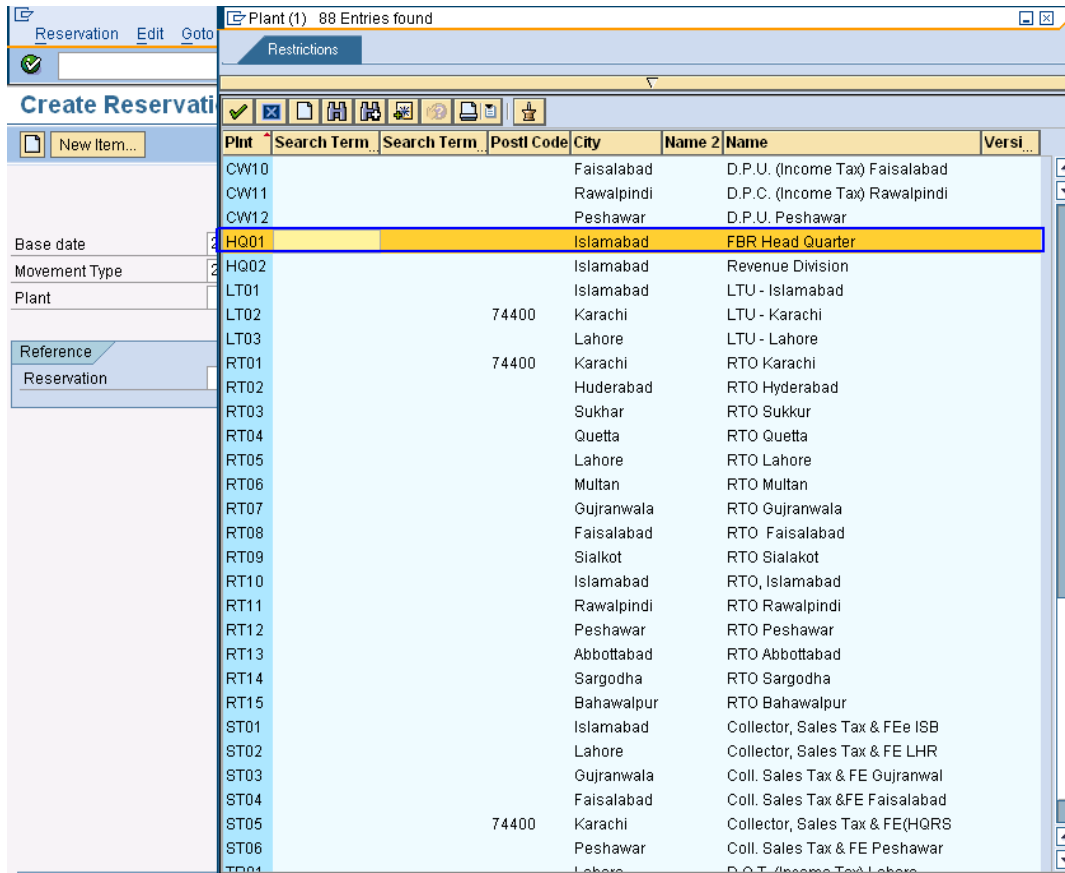 Reservation Edit Goto
Create Reservati
New Item...
Base date 2
Movement Type 2
Plant
Reference
Reservation
Plant (1) 88 Entries found
Restrictions
Plnt Search Term Search Term Postl Code City Name 2 Name Versi...
CW10 Faisalabad D.P.U. (Income Tax) Faisalabad
CW11 Rawalpindi D.P.C. (Income Tax) Rawalpindi
CW12 Peshawar D.P.U. Peshawar
HQ01 Islamabad FBR Head Quarter
HQ02 Islamabad Revenue Division
LT01 Islamabad LTU - Islamabad
LT02 74400 Karachi LTU - Karachi
LT03 Lahore LTU - Lahore
RT01 74400 Karachi RTO Karachi
RT02 Huderabad RTO Hyderabad
RT03 Sukhar RTO Sukkur
RT04 Quetta RTO Quetta
RT05 Lahore RTO Lahore
RT06 Multan RTO Multan
RT07 Gujranwala RTO Gujranwala
RT08 Faisalabad RTO Faisalabad
RT09 Sialkot RTO Sialakot
RT10 Islamabad RTO, Islamabad
RT11 Rawalpindi RTO Rawalpindi
RT12 Peshawar RTO Peshawar
RT13 Abbottabad RTO Abbottabad
RT14 Sargodha RTO Sargodha
RT15 Bahawalpur RTO Bahawalpur
ST01 Islamabad Collector, Sales Tax & FEe ISB
ST02 Lahore Collector, Sales Tax & FE LHR
ST03 Gujranwala Coll. Sales Tax & FE Gujranwal
ST04 Faisalabad Coll. Sales Tax &FE Faisalabad
ST05 74400 Karachi Collector, Sales Tax & FE(HQRS
ST06 Peshawar Coll. Sales Tax & FE Peshawar